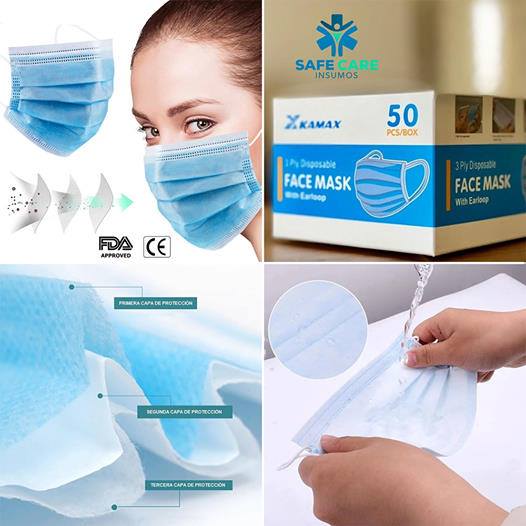 FDA
APPROVED
CE
SAFE CARE
INSUMOS
KAMAX
50
PCS/BOX
3 Ply Disposable
FACE MASK
With Earloop
3 Ply Disposable
FACE MASK
With Earloop
PRIMERA CAPA DE PROTECCIÓN
SEGUNDA CAPA DE PROTECCIÓN
TERCERA CAPA DE PROTECCIÓN